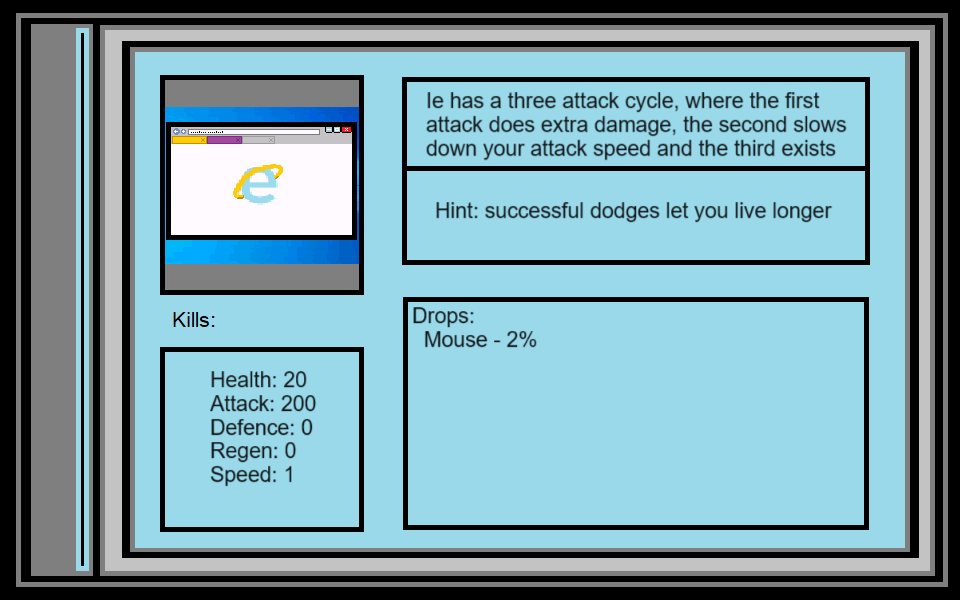 Ie has a three attack cycle, where the first
attack does extra damage, the second slows
down your attack speed and the third exists
Hint: successful dodges let you live longer
Kills:
Drops:
Mouse - 2%
Health: 20
Attack: 200
Defence: 0
Regen: 0
Speed: 1